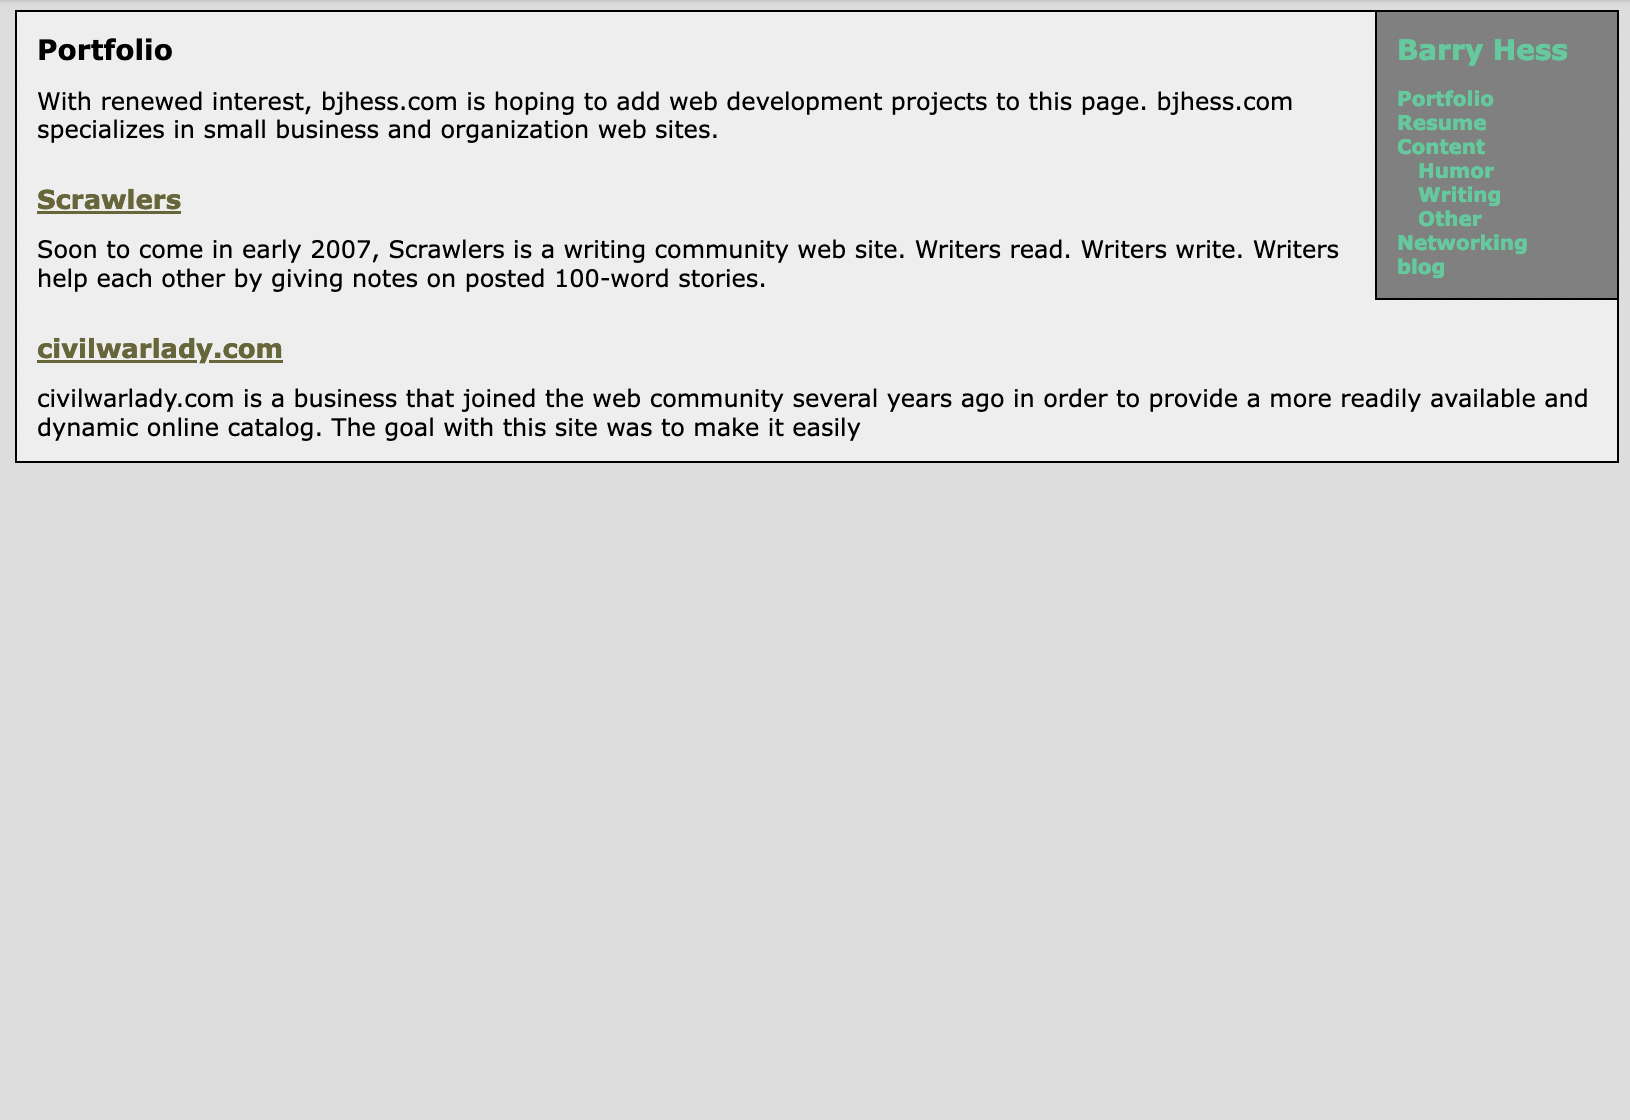 Portfolio
With renewed interest, bjhess.com is hoping to add web development projects to this page. bjhess.com
specializes in small business and organization web sites.
Scrawlers
Soon to come in early 2007, Scrawlers is a writing community web site. Writers read. Writers write. Writers
help each other by giving notes on posted 100-word stories.
civilwarlady.com
civilwarlady.com is a business that joined the web community several years ago in order to provide a more readily available and
dynamic online catalog. The goal with this site was to make it easily
Barry Hess
Portfolio
Resume
Content
Humor
Writing
Other
Networking
blog